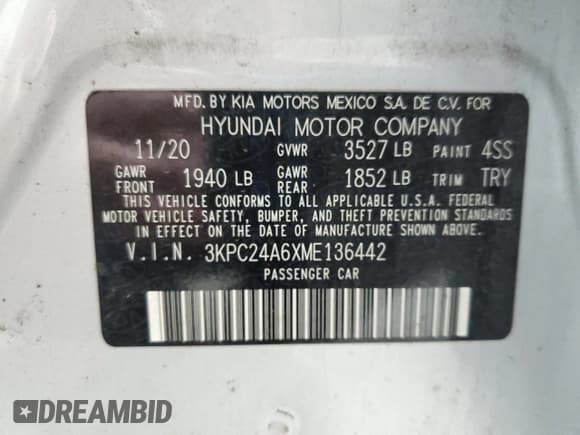 MFD. BY KIA MOTORS MEXICO S.A. DE C.V. FOR
HYUNDAI MOTOR COMPANY
11/20 GVWR 3527 LB PAINT 4SS
GAWR FRONT 1940 LB GAWR REAR 1852 LB TRIM TRY
THIS VEHICLE CONFORMS TO ALL APPLICABLE U.S.A. FEDERAL
MOTOR VEHICLE SAFETY, BUMPER, AND THEFT PREVENTION STANDARDS
IN EFFECT ON THE DATE OF MANUFACTURE SHOWN ABOVE.
V.I.N. 3KPC24A6XME136442
PASSENGER CAR
DREAMBID